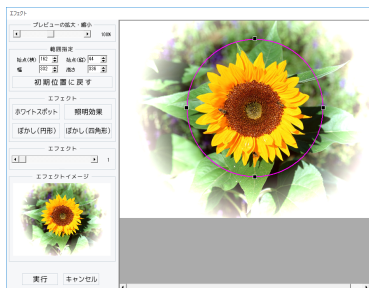 エフェクト
プレビューの拡大・縮小
100%
範囲指定
始点(横) 162 始点(縦) 44
幅 502 高さ
初期位置に戻す
エフェクト
ホワイトスポット 照明効果
ぼかし(円形) ぼかし(四角形)
エフェクト
1
エフェクトイメージ
実行 キャンセル